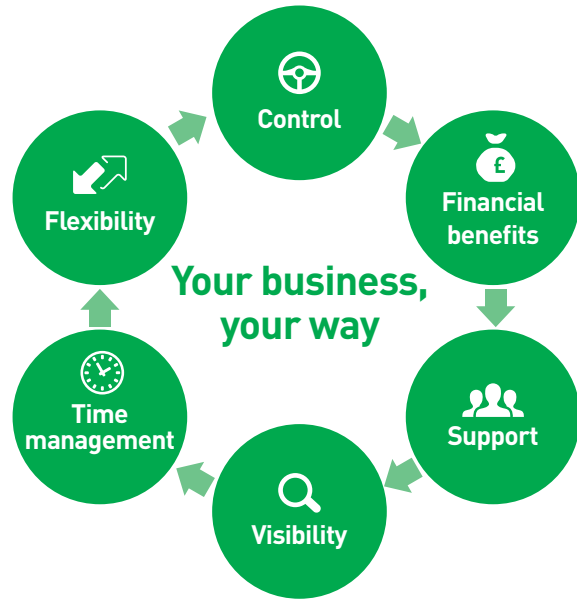 Control
Financial
benefits
Support
Visibility
Time
management
Flexibility
Your business,
your way
£